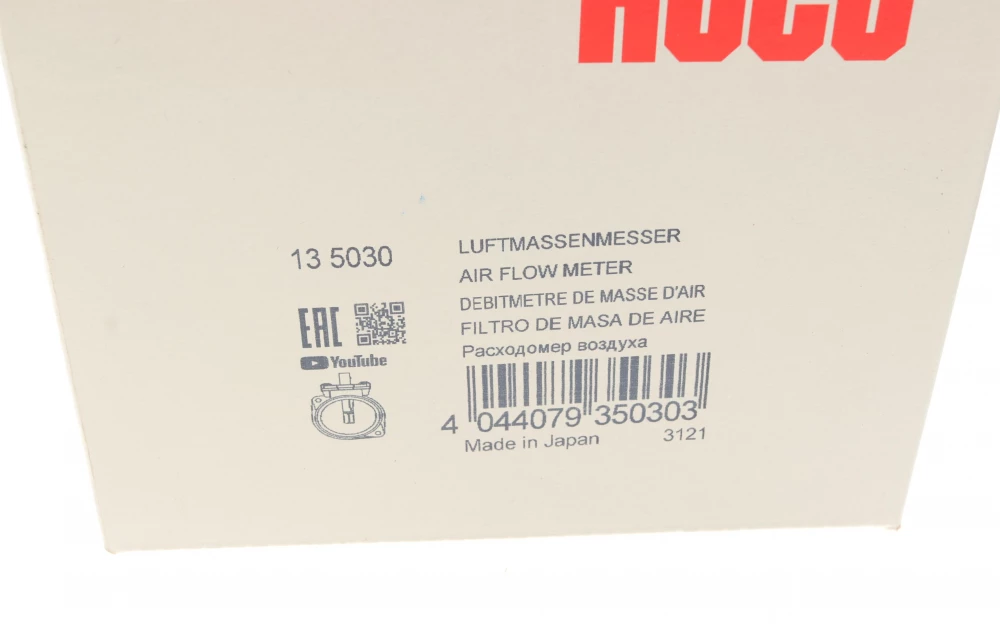 13 5030
LUFTMASSENMESSER
AIR FLOW METER
DEBITMETRE DE MASSE D'AIR
FILTRO DE MASA DE AIRE
Расходомер воздуха
EAC
YouTube
4 044079 350303
Made in Japan 3121